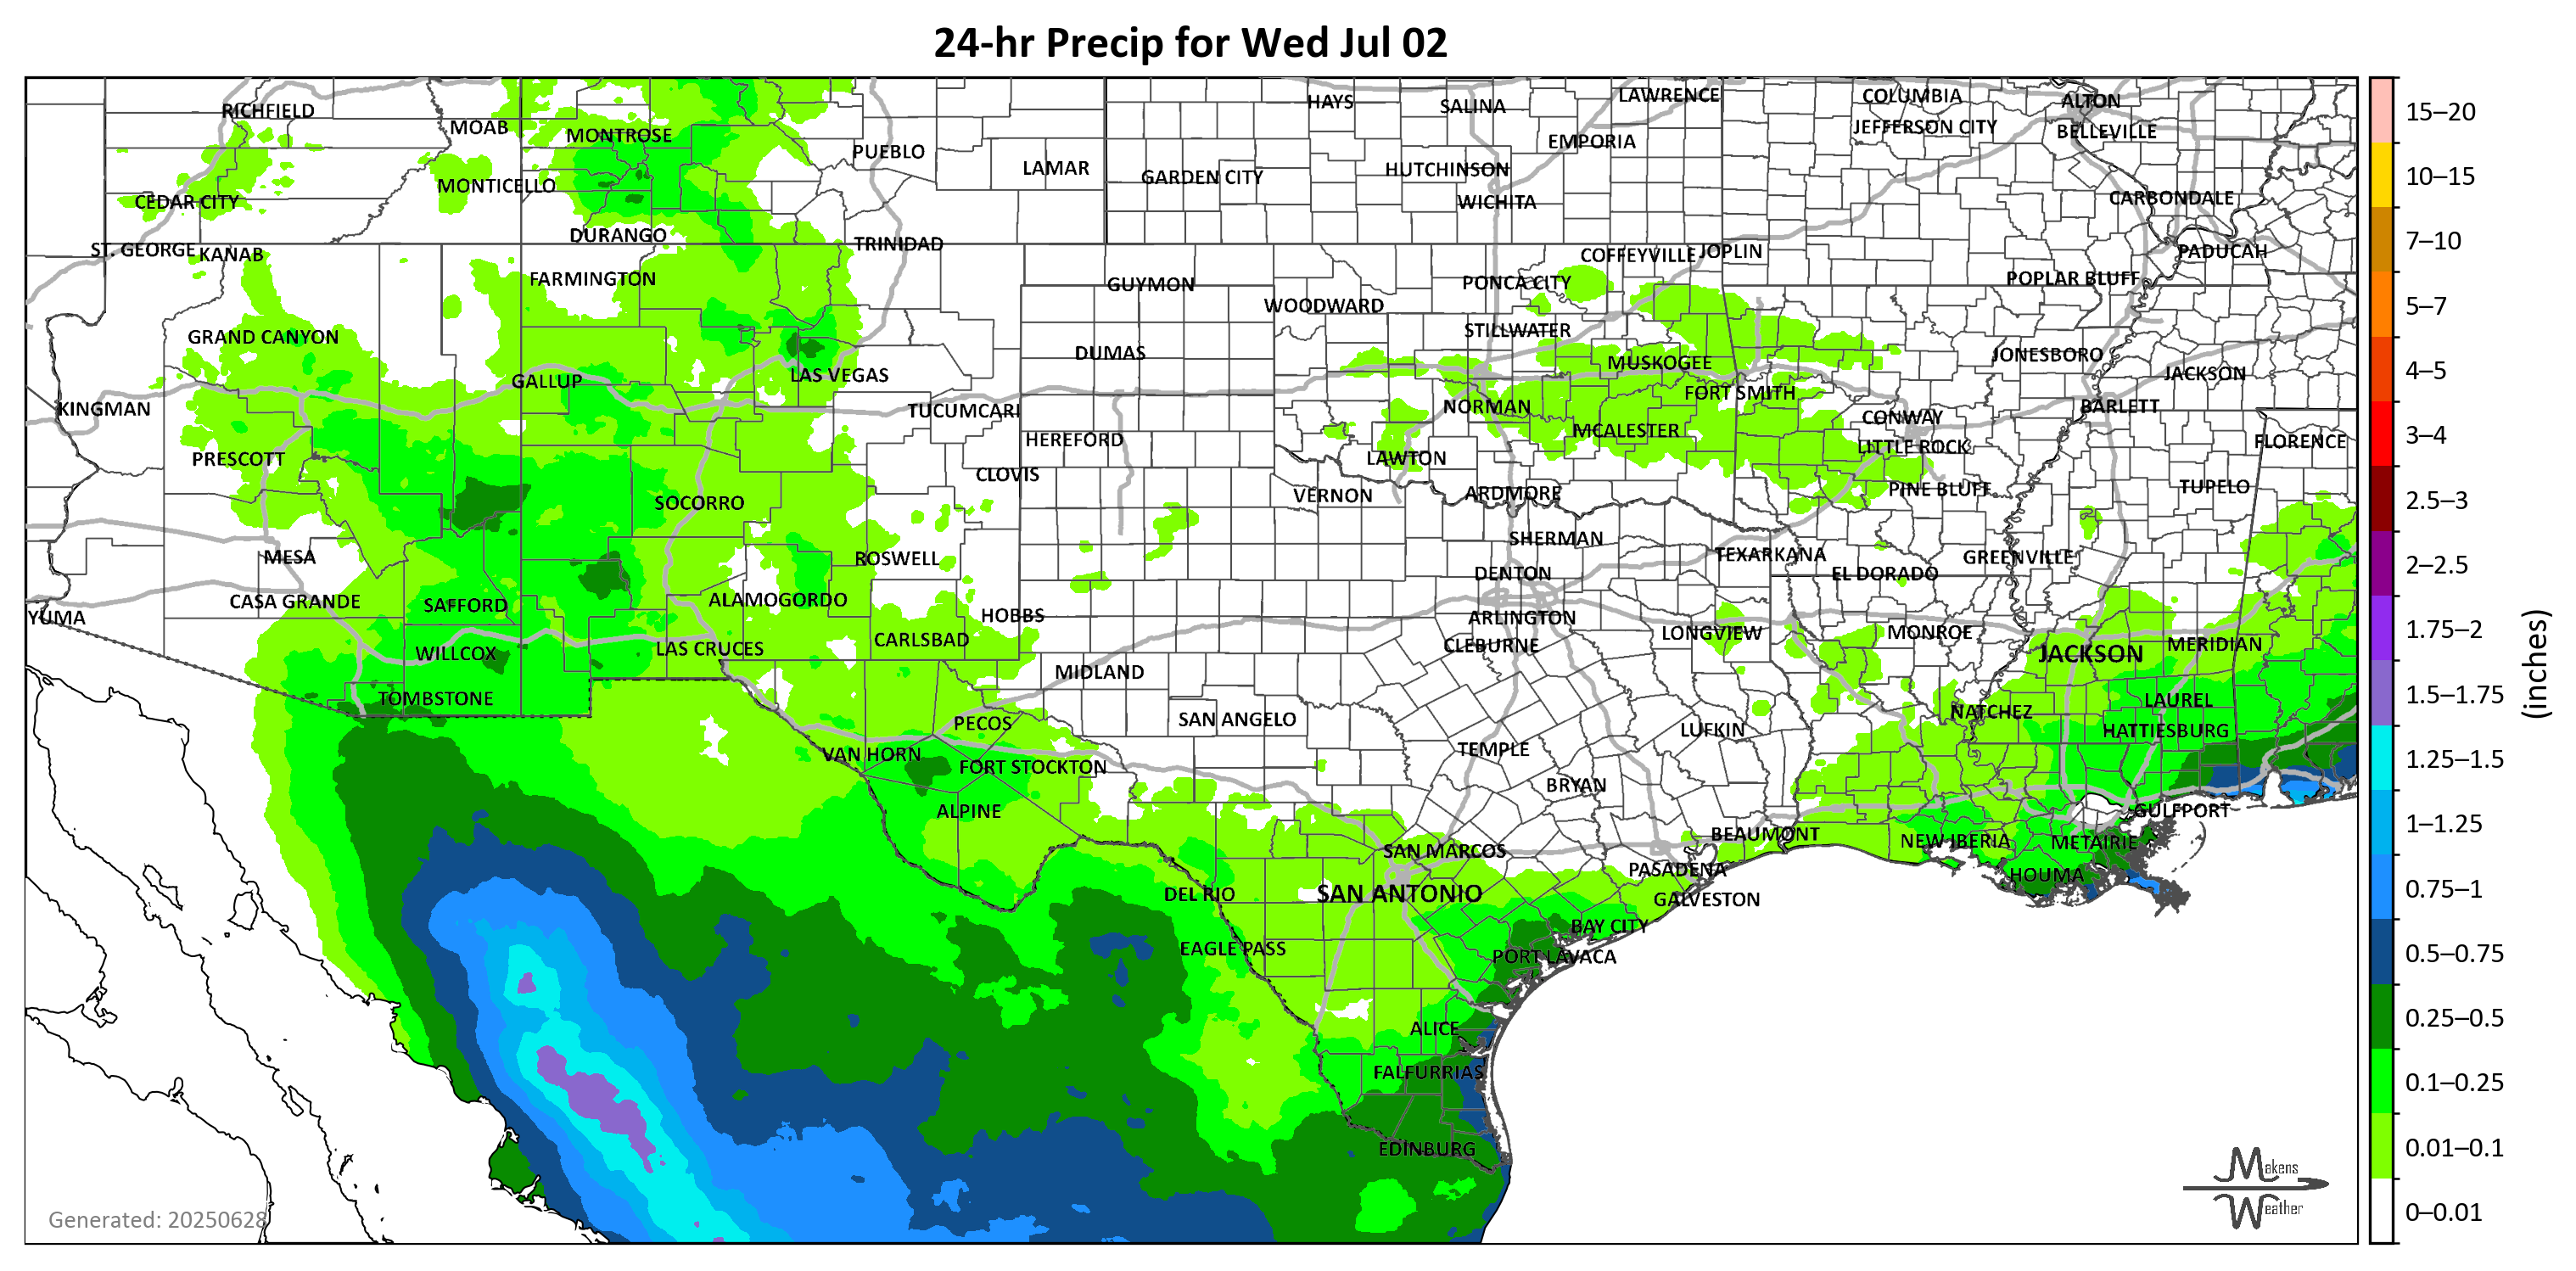 24-hr Precip for Wed Jul 02
RICHFIELD
MOAB
MONTROSE
PUEBLO
LAMAR
GARDEN CITY
HAYS
SALINA
HUTCHINSON
WICHITA
EMPORIA
LAWRENCE
COLUMBIA
JEFFERSON CITY
ALTON
BELLEVILLE
CARBONDALE
PADUCAH
MONTICELLO
CEDAR CITY
ST. GEORGE
KANAB
DURANGO
TRINIDAD
FARMINGTON
GUYMON
WOODWARD
PONCA CITY
COFFEYVILLE
JOPLIN
POPLAR BLUFF
GRAND CANYON
STILLWATER
DUMAS
MUSKOGEE
JONESBORO
JACKSON
GALLUP
LAS VEGAS
FORT SMITH
KINGMAN
TUCUMCARI
NORMAN
CONWAY
BARLETT
HEREFORD
MCALESTER
LITTLE ROCK
FLORENCE
PRESCOTT
LAWTON
CLOVIS
VERNON
ARDMORE
PINE BLUFF
TUPELO
SOCORRO
SHERMAN
MESA
ROSWELL
TEXARKANA
GREENVILLE
DENTON
EL DORADO
CASA GRANDE
SAFFORD
ALAMOGORDO
HOBBS
ARLINGTON
YUMA
CARLSBAD
CLEBURNE
LONGVIEW
MONROE
MERIDIAN
JACKSON
WILLCOX
LAS CRUCES
MIDLAND
TOMBSTONE
LAUREL
PECOS
SAN ANGELO
NATCHEZ
LUFKIN
HATTIESBURG
VAN HORN
FORT STOCKTON
TEMPLE
BRYAN
ALPINE
GULFPORT
BEAUMONT
NEW IBERIA
METAIRIE
SAN MARCOS
PASADENA
HOUMA
DEL RIO
SAN ANTONIO
GALVESTON
BAY CITY
EAGLE PASS
PORT LAVACA
ALICE
FALFURRIAS
EDINBURG
Generated: 20250628
Makens
Weather
15–20
10–15
7–10
5–7
4–5
3–4
2.5–3
2–2.5
1.75–2
1.5–1.75
1.25–1.5
1–1.25
0.75–1
0.5–0.75
0.25–0.5
0.1–0.25
0.01–0.1
0–0.01
(inches)